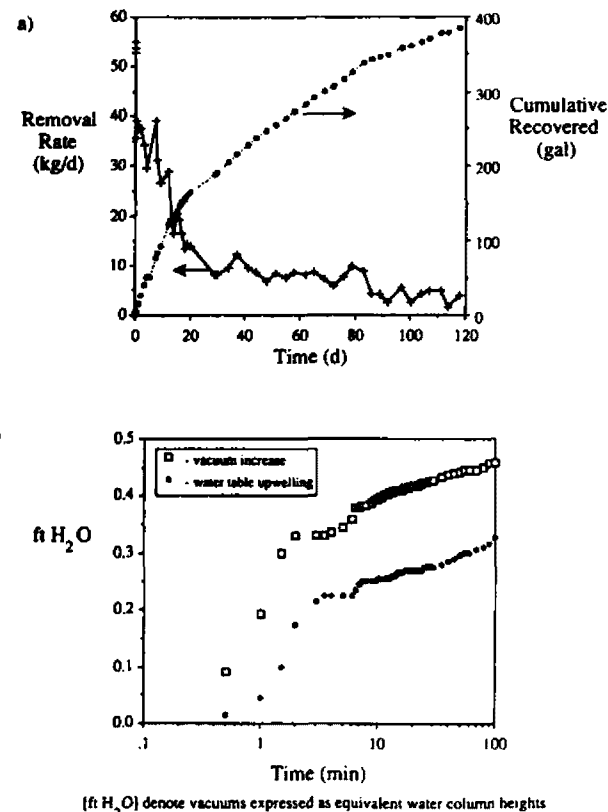 a)
60
50
40
30
20
10
0
Removal
Rate
(kg/d)
400
300
200
100
0
Cumulative
Recovered
(gal)
0 20 40 60 80 100 120
Time (d)
0.5
0.4
0.3
0.2
0.1
0.0
ft H₂O
- vacuum increase
- water table upwelling
.1 1 10 100
Time (min)
[ft H₂O] denote vacuums expressed as equivalent water column heights